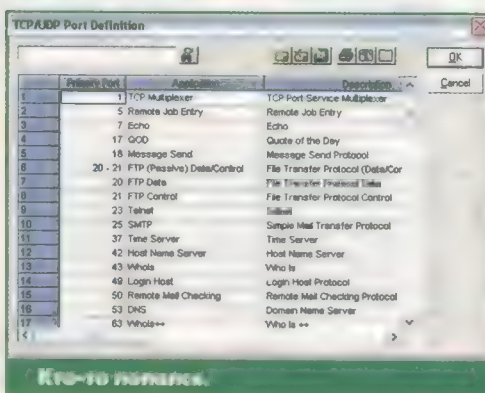 TCP/UDP Port Definition
OK
Cancel
Primary Port Application Description
1 1 TCP Multiplexer TCP Port Service Multiplexer
2 5 Remote Job Entry Remote Job Entry
3 7 Echo Echo
4 17 QOD Quote of the Day
5 18 Message Send Message Send Protocol
6 20 - 21 FTP (Passive) Data/Control File Transfer Protocol (Data/Cor
7 20 FTP Data File Transfer Protocol Data
8 21 FTP Control File Transfer Protocol Control
9 23 Telnet Telnet
10 25 SMTP Simple Mail Transfer Protocol
11 37 Time Server Time Server
12 42 Host Name Server Host Name Server
13 43 WhoIs Who Is
14 49 Login Host Login Host Protocol
15 50 Remote Mail Checking Remote Mail Checking Protocol
16 53 DNS Domain Name Server
17 63 WhoIs++ Who Is ++
Кто-то попался.